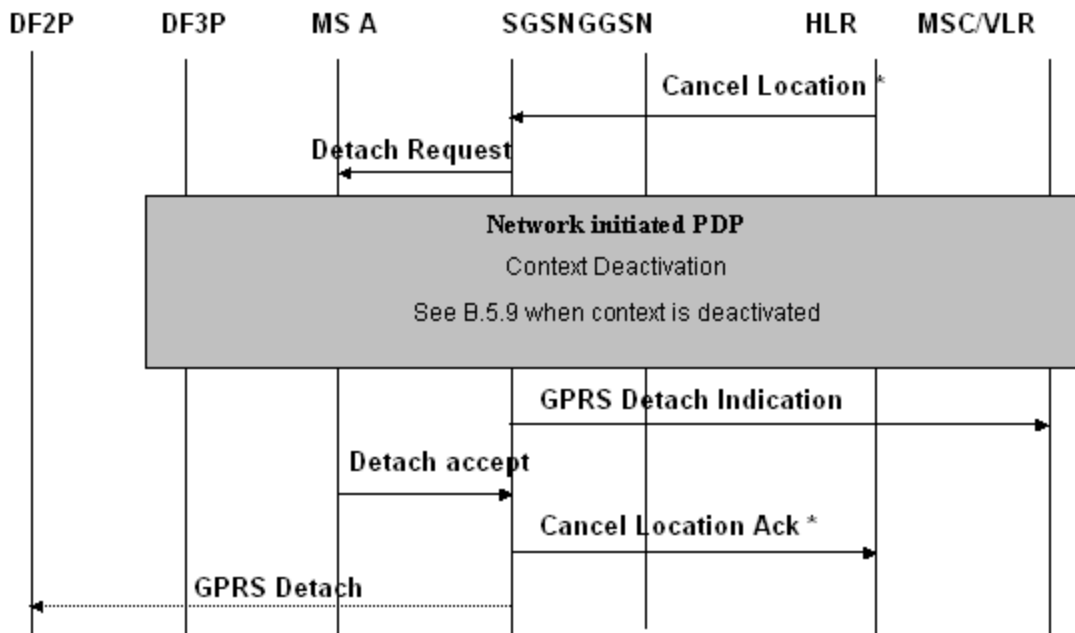 DF2P DF3P MS A SGSNGGSN HLR MSC/VLR
Cancel Location *
Detach Request
Network initiated PDP
Context Deactivation
See B.5.9 when context is deactivated
GPRS Detach Indication
Detach accept
Cancel Location Ack *
GPRS Detach